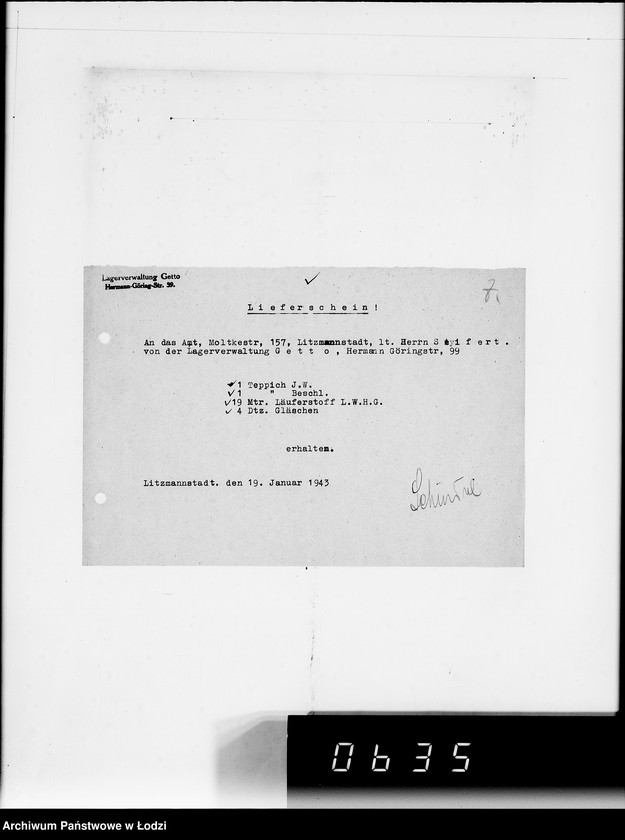 Lagerverwaltung Getto
Hermann-Göring-Str. 39.
7.
L i e f e r s c h e i n !
An das Amt, Moltkestr, 157, Litzmannstadt, lt. Herrn S e y i f e r t .
von der Lagerverwaltung G e t t o , Hermann Göringstr, 99
1 Teppich J.W.
1 " Beschl.
19 Mtr. Läuferstoff L.W.H.G.
4 Dtz. Gläschen
erhalten.
Litzmannstadt. den 19. Januar 1943
0635
Archiwum Państwowe w Łodzi